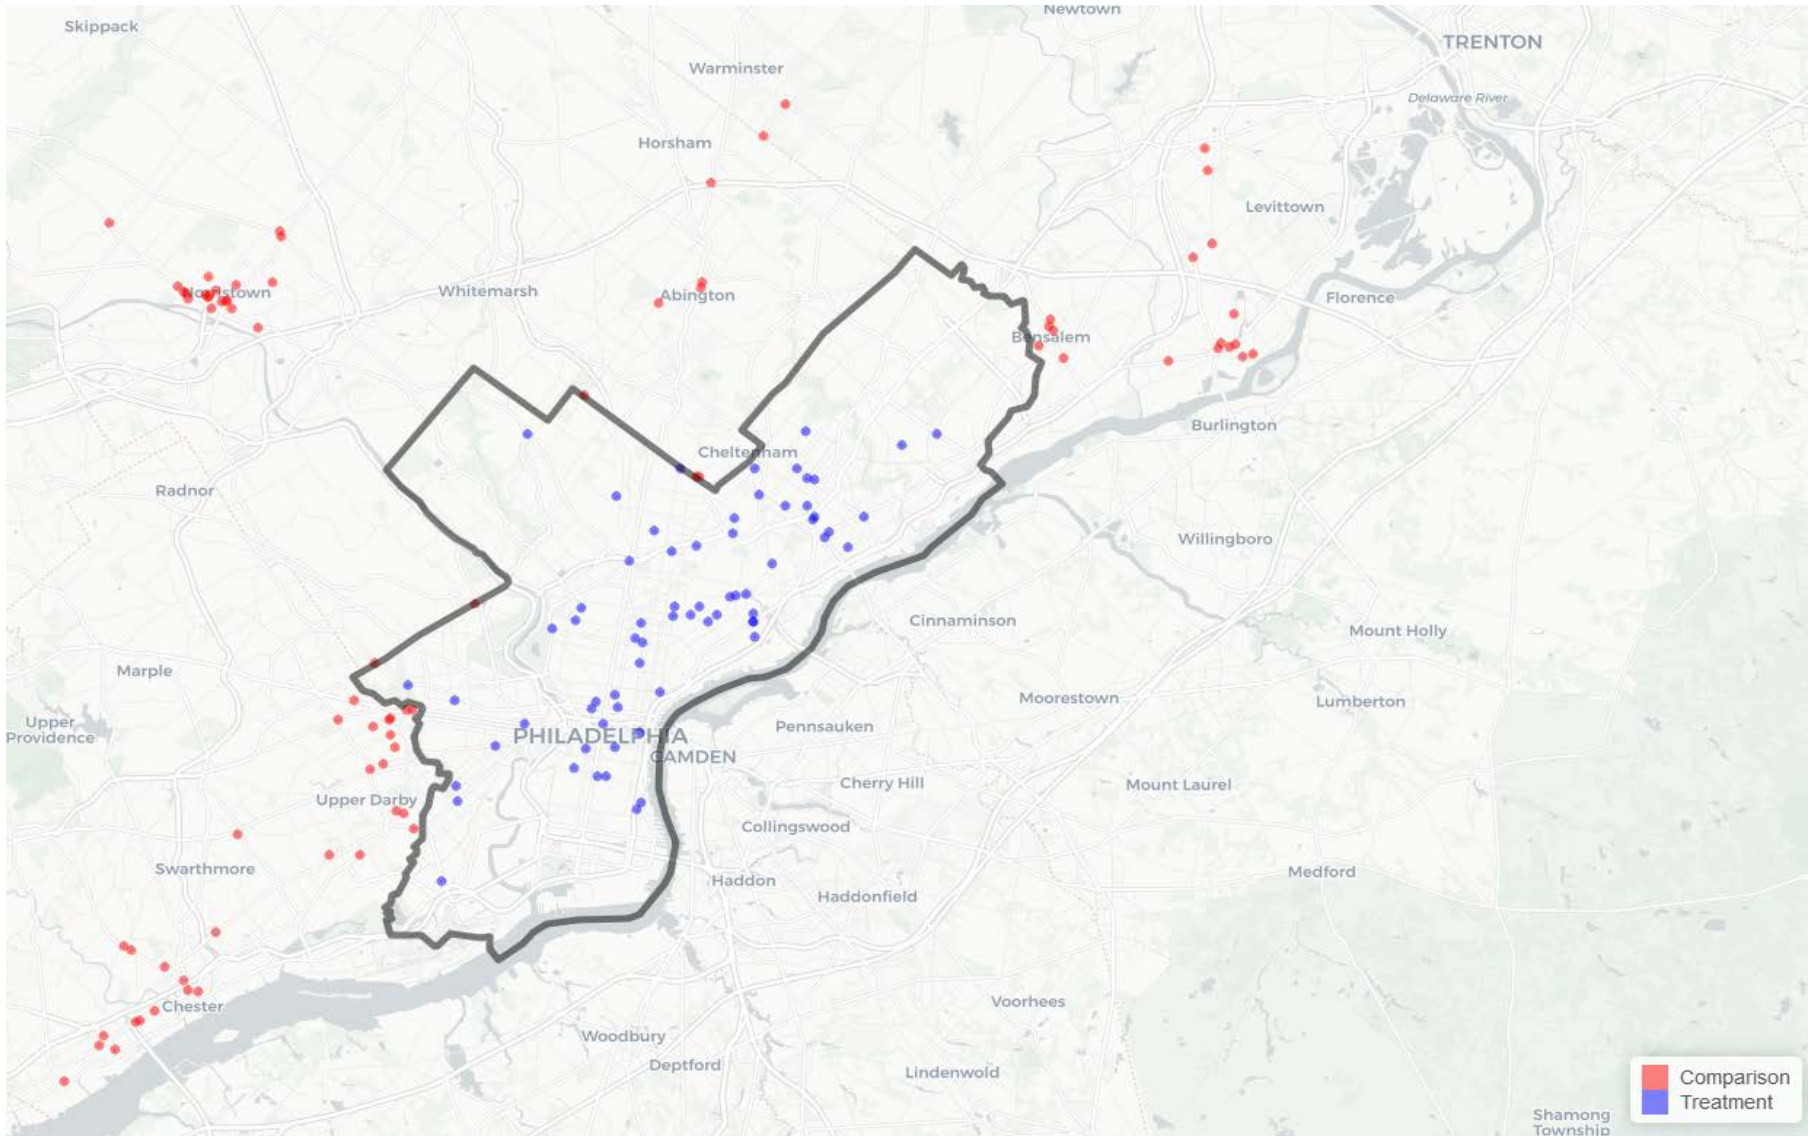 Skippack
Newtown
TRENTON
Warminster
Delaware River
Horsham
Levittown
Norristown
Whitemarsh
Abington
Florence
Bensalem
Burlington
Cheltenham
Radnor
Willingboro
Cinnaminson
Mount Holly
Marple
Moorestown
Lumberton
Upper
Providence
Pennsauken
PHILADELPHIA
CAMDEN
Cherry Hill
Mount Laurel
Upper Darby
Collingswood
Swarthmore
Haddon
Haddonfield
Medford
Chester
Voorhees
Woodbury
Deptford
Lindenwold
Comparison
Treatment
Shamong
Township